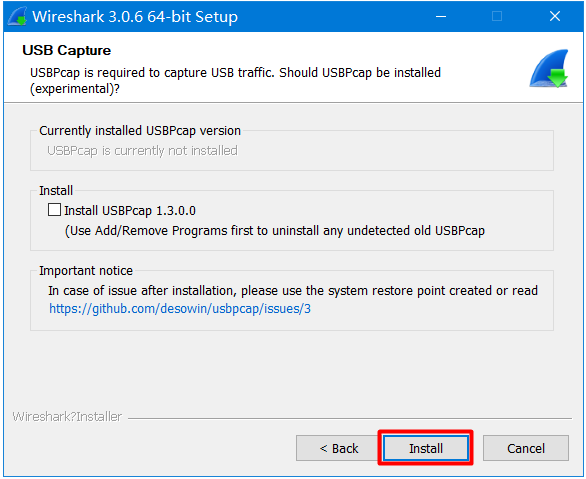 Wireshark 3.0.6 64-bit Setup
USB Capture
USBPcap is required to capture USB traffic. Should USBPcap be installed
(experimental)?
Currently installed USBPcap version
USBPcap is currently not installed
Install
Install USBPcap 1.3.0.0
(Use Add/Remove Programs first to uninstall any undetected old USBPcap
Important notice
In case of issue after installation, please use the system restore point created or read
https://github.com/desowin/usbpcap/issues/3
Wireshark?Installer
< Back
Install
Cancel